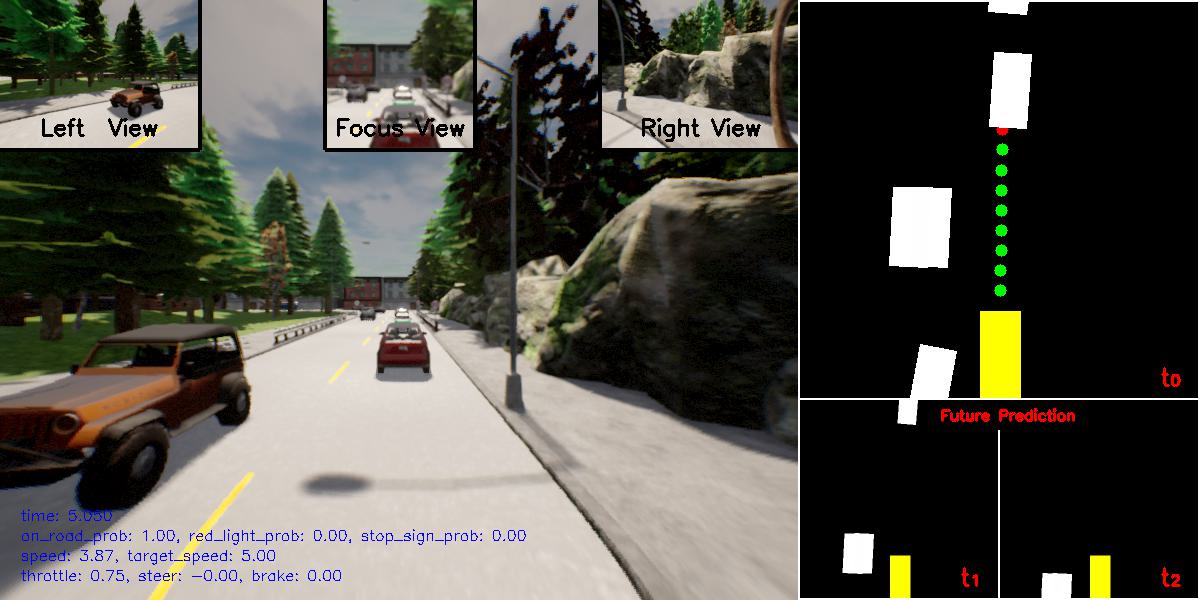 Left View
Focus View
Right View
time: 5.050
on_road_prob: 1.00, red_light_prob: 0.00, stop_sign_prob: 0.00
speed: 3.87, target_speed: 5.00
throttle: 0.75, steer: -0.00, brake: 0.00
t0
Future Prediction
t1
t2